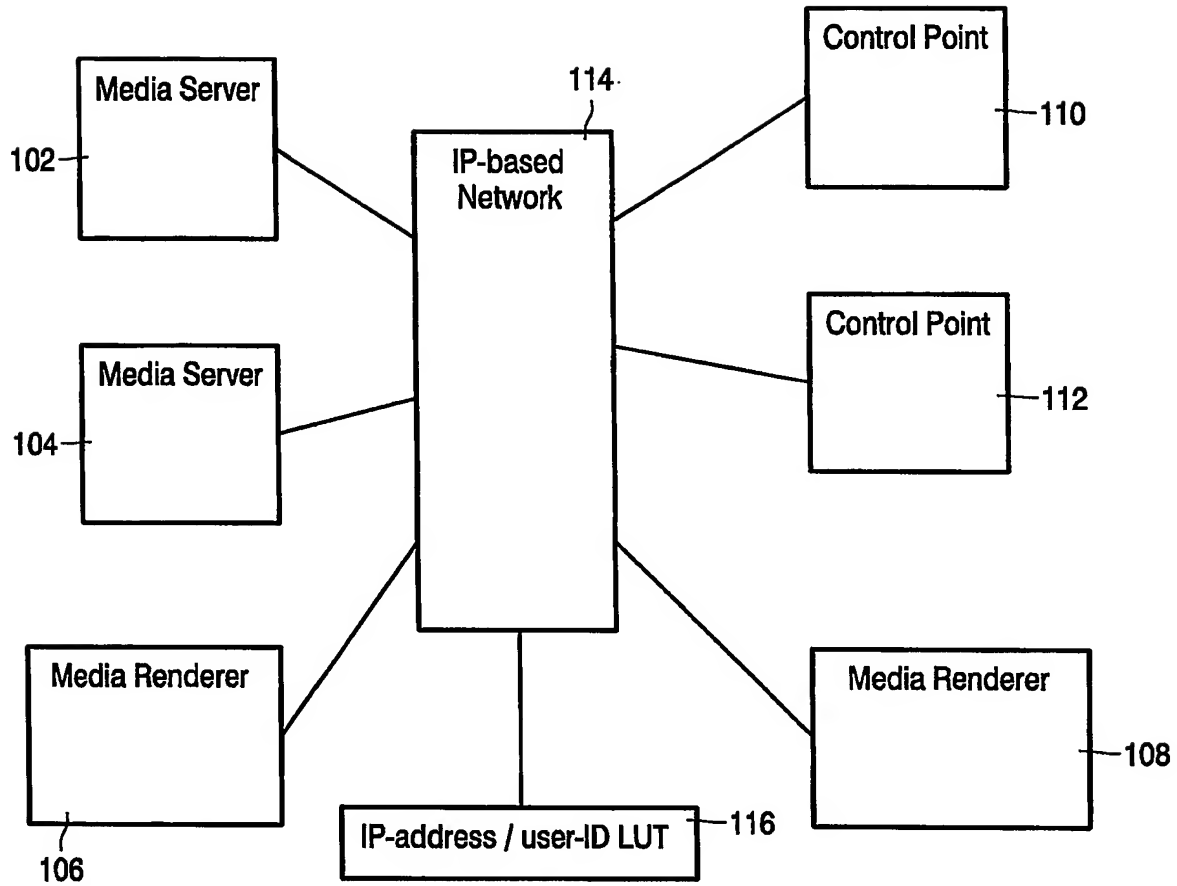 Media Server
102
114
IP-based
Network
Control Point
110
Media Server
104
Control Point
112
Media Renderer
106
Media Renderer
108
IP-address / user-ID LUT
116